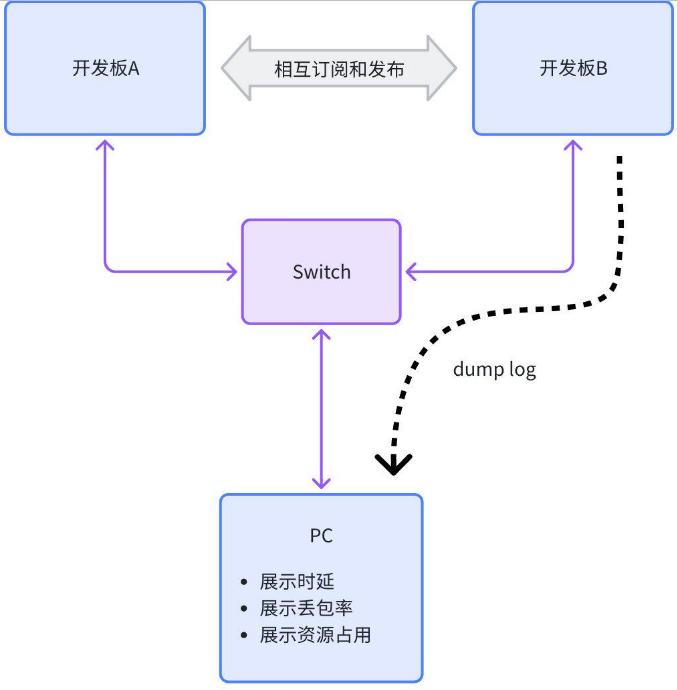 开发板A
相互订阅和发布
开发板B
Switch
dump log
PC
• 展示时延
• 展示丢包率
• 展示资源占用